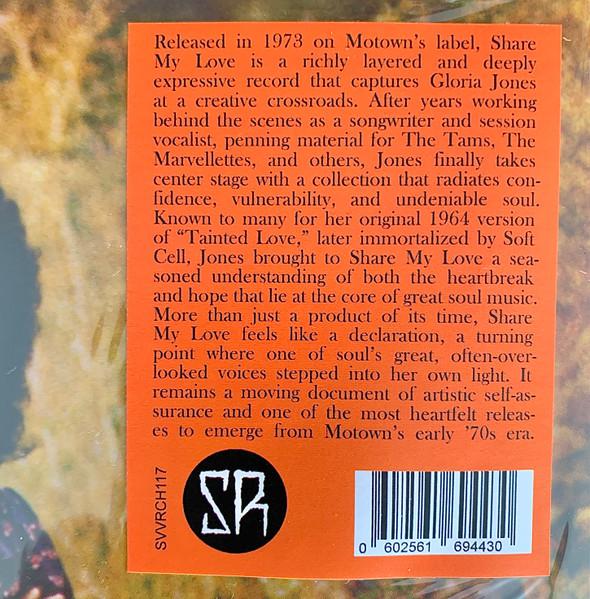 Released in 1973 on Motown's label, Share
My Love is a richly layered and deeply
expressive record that captures Gloria Jones
at a creative crossroads. After years working
behind the scenes as a songwriter and session
vocalist, penning material for The Tams, The
Marvellettes, and others, Jones finally takes
center stage with a collection that radiates con-
fidence, vulnerability, and undeniable soul.
Known to many for her original 1964 version
of “Tainted Love,” later immortalized by Soft
Cell, Jones brought to Share My Love a sea-
soned understanding of both the heartbreak
and hope that lie at the core of great soul music.
More than just a product of its time, Share
My Love feels like a declaration, a turning
point where one of soul's great, often-over-
looked voices stepped into her own light. It
remains a moving document of artistic self-as-
surance and one of the most heartfelt releas-
es to emerge from Motown's early '70s era.
SVVRCH117
SR
0 602561 694430